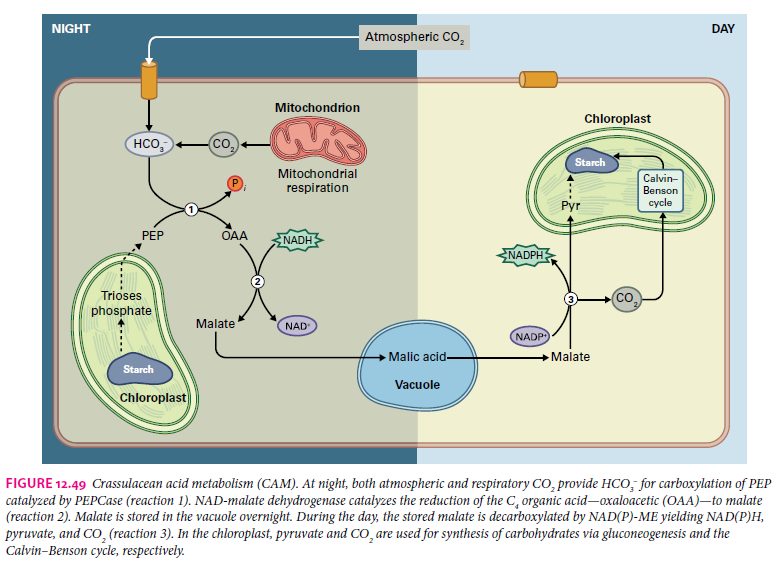 NIGHT
DAY
Atmospheric CO₂
Mitochondrion
Chloroplast
HCO₃⁻
CO₂
Starch
Mitochondrial
respiration
Calvin–
Benson
cycle
Pᵢ
1
Pyr
PEP
OAA
NADH
NADPH
2
Trioses
phosphate
3
CO₂
Malate
NAD⁺
NADP⁺
Malic acid
Malate
Starch
Vacuole
Chloroplast
FIGURE 12.49 Crassulacean acid metabolism (CAM). At night, both atmospheric and respiratory CO₂ provide HCO₃⁻ for carboxylation of PEP
catalyzed by PEPCase (reaction 1). NAD-malate dehydrogenase catalyzes the reduction of the C₄ organic acid—oxaloacetic (OAA)—to malate
(reaction 2). Malate is stored in the vacuole overnight. During the day, the stored malate is decarboxylated by NAD(P)-ME yielding NAD(P)H,
pyruvate, and CO₂ (reaction 3). In the chloroplast, pyruvate and CO₂ are used for synthesis of carbohydrates via gluconeogenesis and the
Calvin–Benson cycle, respectively.